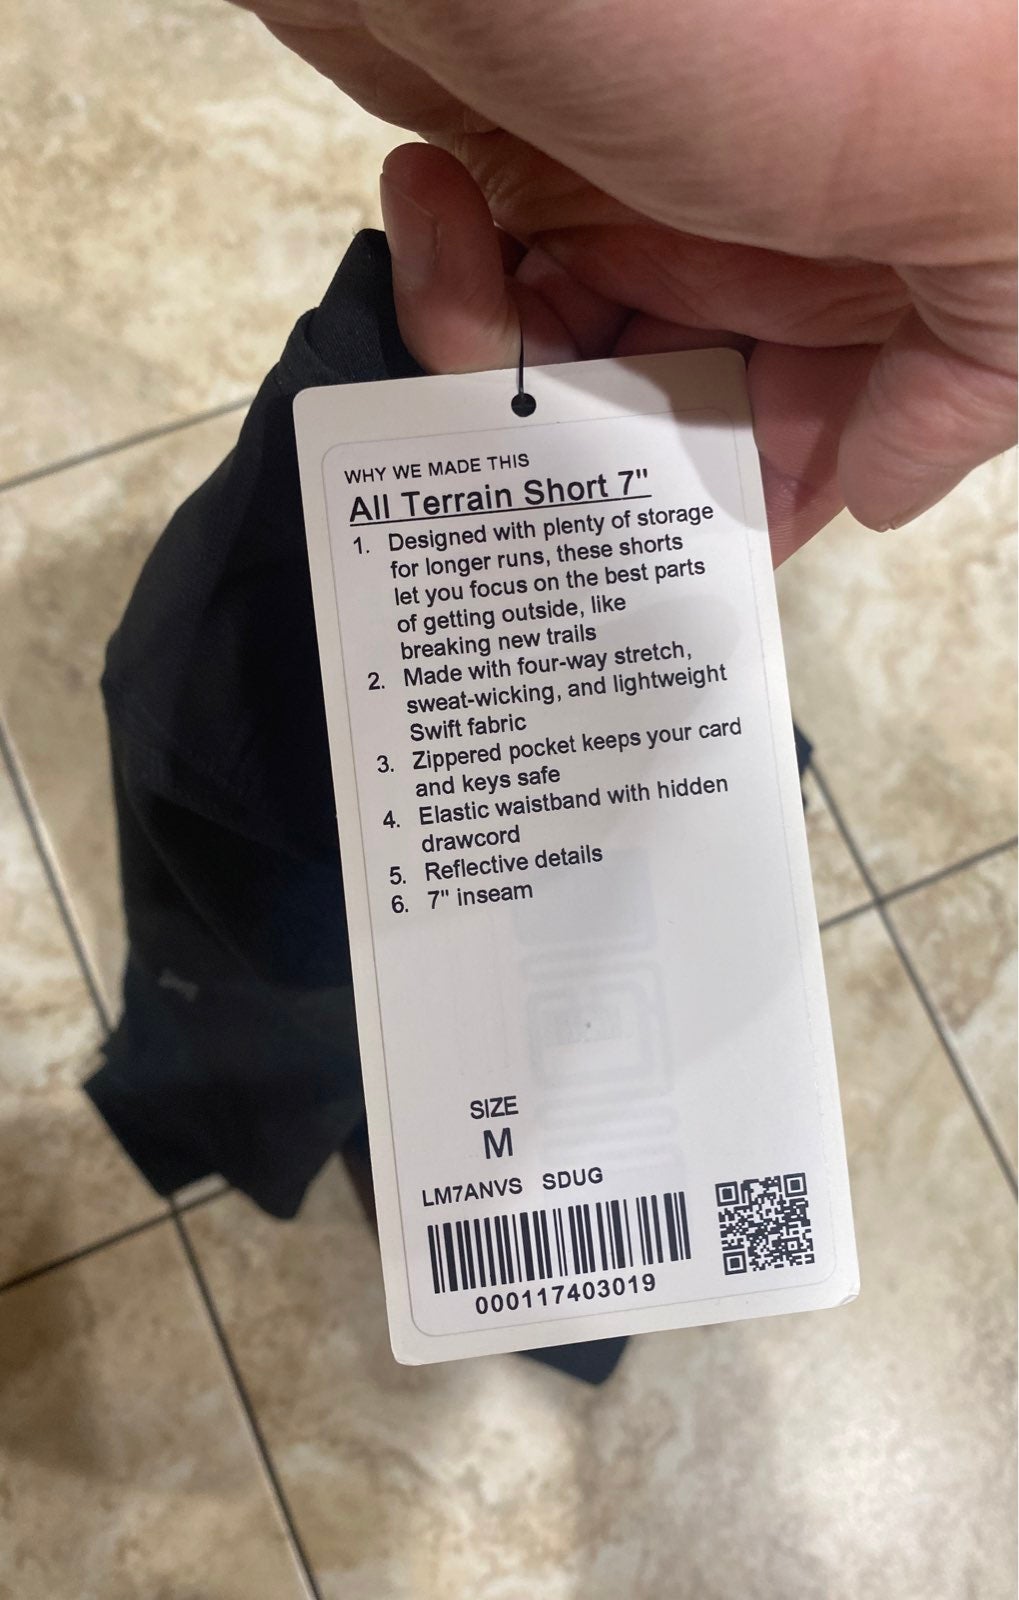 WHY WE MADE THIS
All Terrain Short 7"
1. Designed with plenty of storage
for longer runs, these shorts
let you focus on the best parts
of getting outside, like
breaking new trails
2. Made with four-way stretch,
sweat-wicking, and lightweight
Swift fabric
3. Zippered pocket keeps your card
and keys safe
4. Elastic waistband with hidden
drawcord
5. Reflective details
6. 7" inseam
SIZE
M
LM7ANVS SDUG
000117403019